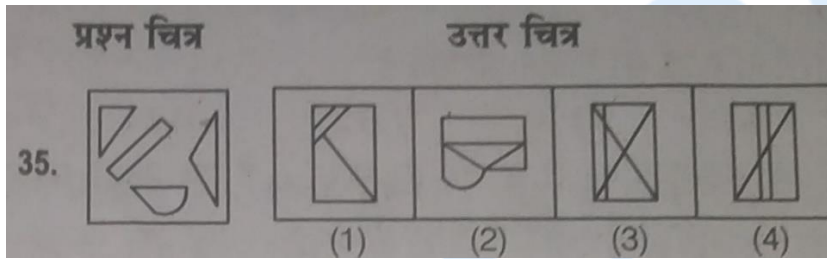 प्रश्न चित्र उत्तर चित्र
35.
(1) (2) (3) (4)